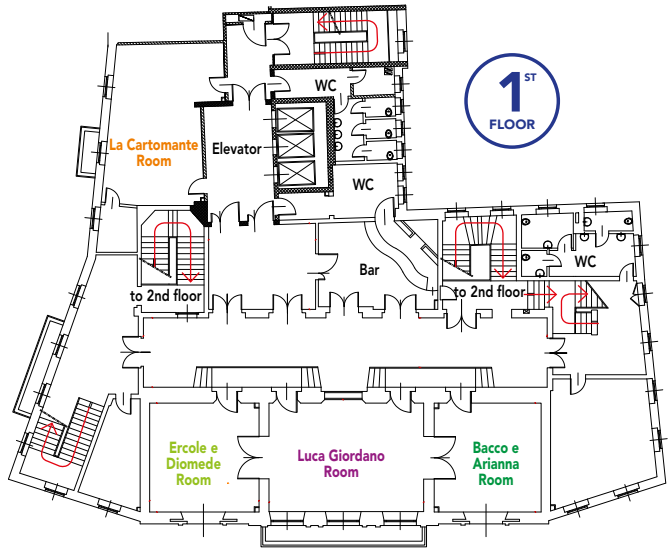 1ST
FLOOR
WC
La Cartomante
Room
Elevator
WC
Bar
WC
to 2nd floor
to 2nd floor
Ercole e
Diomede
Room
Luca Giordano
Room
Bacco e
Arianna
Room